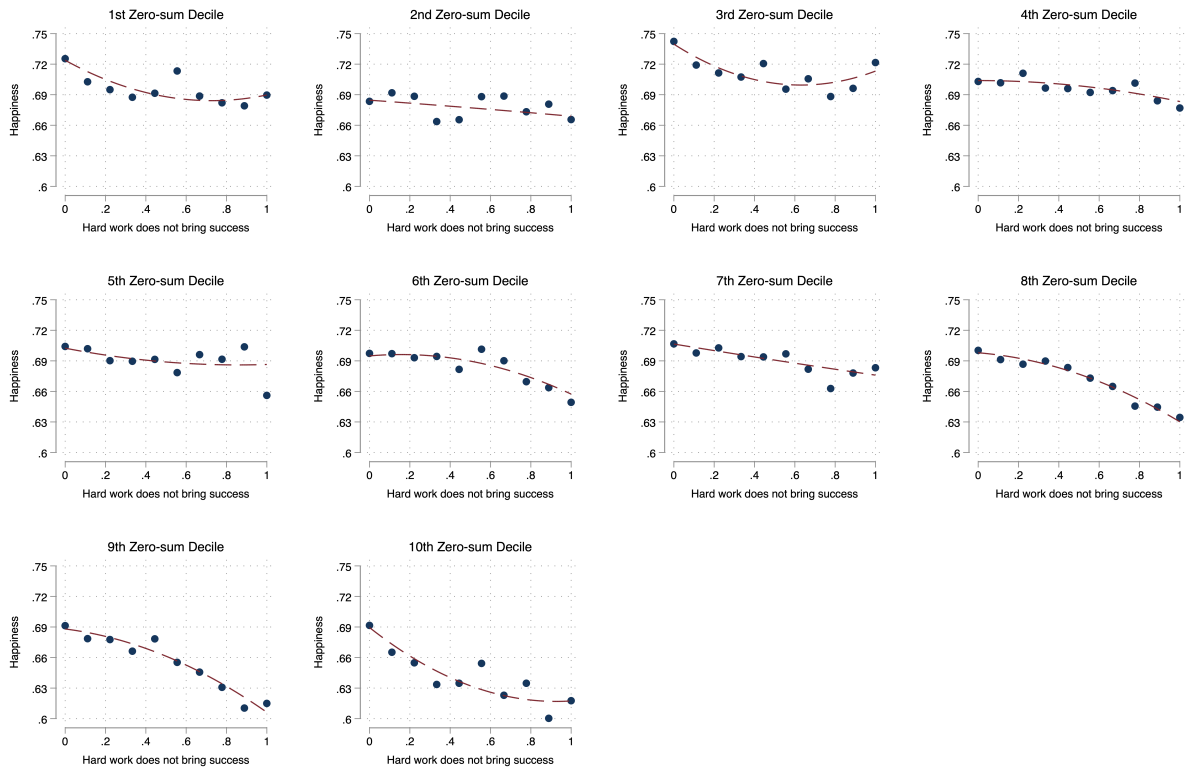 1st Zero-sum Decile
Happiness
.75
.72
.69
.66
.63
.6
0 .2 .4 .6 .8 1
Hard work does not bring success
2nd Zero-sum Decile
Happiness
.75
.72
.69
.66
.63
.6
0 .2 .4 .6 .8 1
Hard work does not bring success
3rd Zero-sum Decile
Happiness
.75
.72
.69
.66
.63
.6
0 .2 .4 .6 .8 1
Hard work does not bring success
4th Zero-sum Decile
Happiness
.75
.72
.69
.66
.63
.6
0 .2 .4 .6 .8 1
Hard work does not bring success
5th Zero-sum Decile
Happiness
.75
.72
.69
.66
.63
.6
0 .2 .4 .6 .8 1
Hard work does not bring success
6th Zero-sum Decile
Happiness
.75
.72
.69
.66
.63
.6
0 .2 .4 .6 .8 1
Hard work does not bring success
7th Zero-sum Decile
Happiness
.75
.72
.69
.66
.63
.6
0 .2 .4 .6 .8 1
Hard work does not bring success
8th Zero-sum Decile
Happiness
.75
.72
.69
.66
.63
.6
0 .2 .4 .6 .8 1
Hard work does not bring success
9th Zero-sum Decile
Happiness
.75
.72
.69
.66
.63
.6
0 .2 .4 .6 .8 1
Hard work does not bring success
10th Zero-sum Decile
Happiness
.75
.72
.69
.66
.63
.6
0 .2 .4 .6 .8 1
Hard work does not bring success